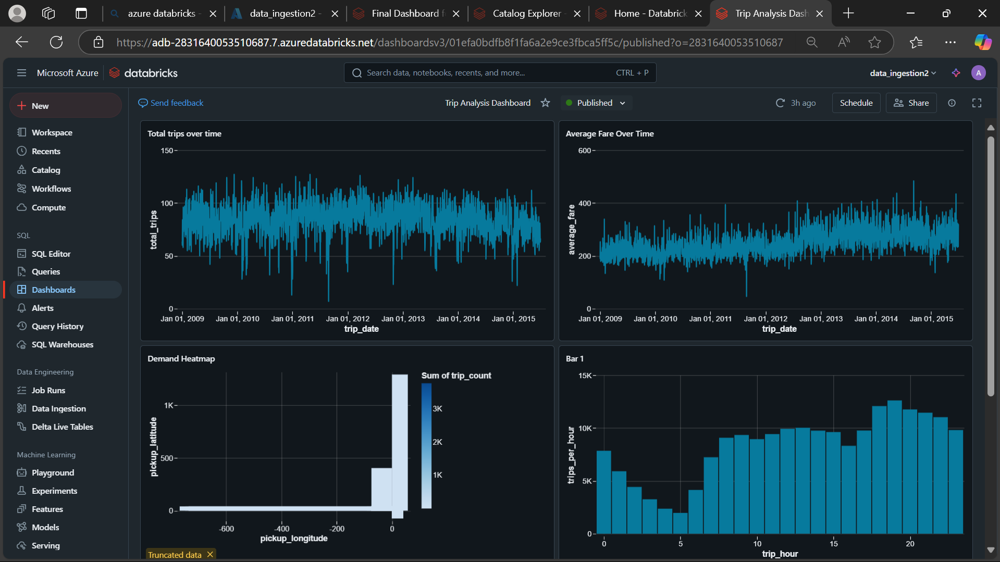 azure databricks -
data_ingestion2 -
Final Dashboard f
Catalog Explorer -
Home - Databrick
Trip Analysis Dash
https://adb-2831640053510687.7.azuredatabricks.net/dashboardsv3/01efa0bdfb8f1fa6a2e9ce3fbca5ff5c/published?o=2831640053510687
Microsoft Azure
databricks
Search data, notebooks, recents, and more...
CTRL + P
data_ingestion2
A
New
Workspace
Recents
Catalog
Workflows
Compute
SQL
SQL Editor
Queries
Dashboards
Alerts
Query History
SQL Warehouses
Data Engineering
Job Runs
Data Ingestion
Delta Live Tables
Machine Learning
Playground
Experiments
Features
Models
Serving
Send feedback
Trip Analysis Dashboard
Published
3h ago
Schedule
Share
Total trips over time
150
100
50
0
total_trips
Jan 01, 2009 Jan 01, 2010 Jan 01, 2011 Jan 01, 2012 Jan 01, 2013 Jan 01, 2014 Jan 01, 2015
trip_date
Average Fare Over Time
600
400
200
0
average_fare
Jan 01, 2009 Jan 01, 2010 Jan 01, 2011 Jan 01, 2012 Jan 01, 2013 Jan 01, 2014 Jan 01, 2015
trip_date
Demand Heatmap
1K
500
0
pickup_latitude
-600 -400 -200 0
pickup_longitude
Sum of trip_count
3K
2K
1K
Truncated data
Bar 1
15K
10K
5K
0
trips_per_hour
0 5 10 15 20
trip_hour